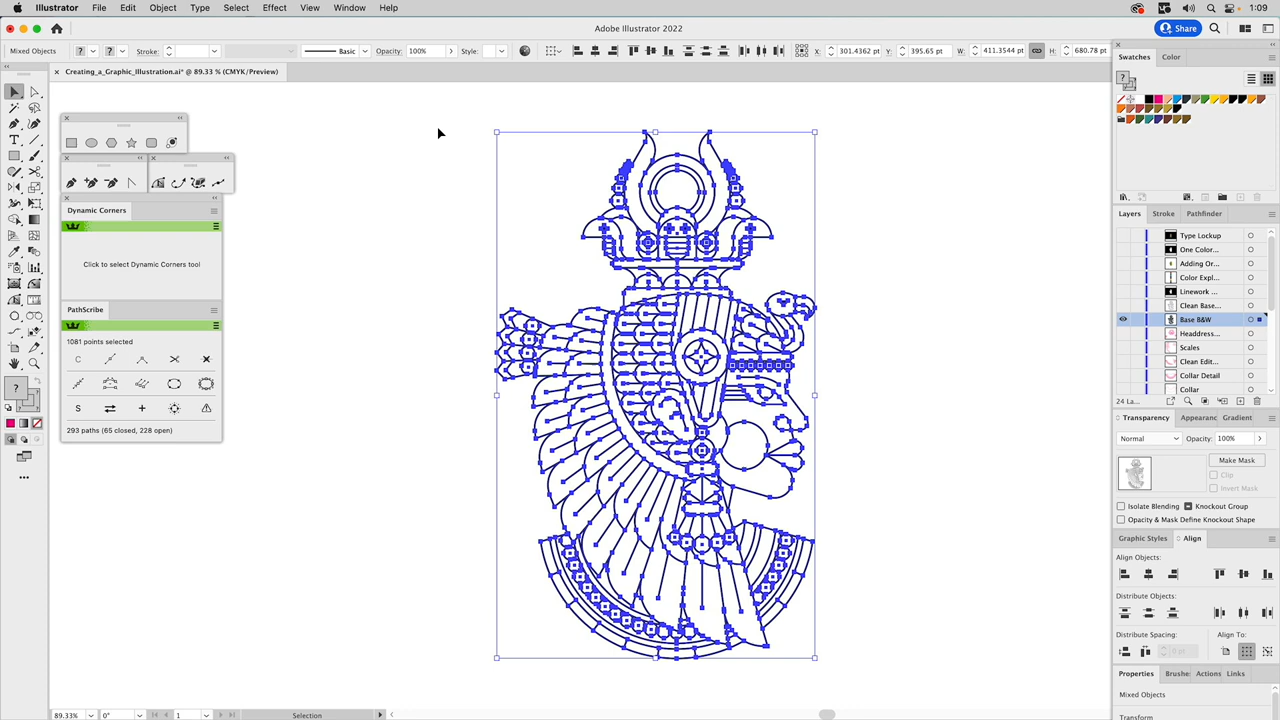 Illustrator File Edit Object Type Select Effect View Window Help 1:09
Adobe Illustrator 2022
Share
Mixed Objects ? ? Stroke: Basic Opacity: 100% Style: X: 301.4362 pt Y: 395.65 pt W: 411.3544 pt H: 680.78 pt
Creating_a_Graphic_Illustration.ai* @ 89.33 % (CMYK/Preview)
Dynamic Corners
Click to select Dynamic Corners tool
PathScribe
1081 points selected
293 paths (65 closed, 228 open)
Swatches Color
Layers Stroke Pathfinder
Type Lockup
One Color...
Adding Or...
Color Expl...
Linework ...
Clean Base...
Base B&W
Headdress...
Scales
Clean Edit...
Collar Detail
Collar
24 La...
Transparency Appearanc Gradient
Normal Opacity: 100%
Make Mask
Clip
Invert Mask
Isolate Blending Knockout Group
Opacity & Mask Define Knockout Shape
Graphic Styles Align
Align Objects:
Distribute Objects:
Distribute Spacing: Align To:
0 pt
Properties Brushe Actions Links
Mixed Objects
Transform
89.33% 0° 1 Selection